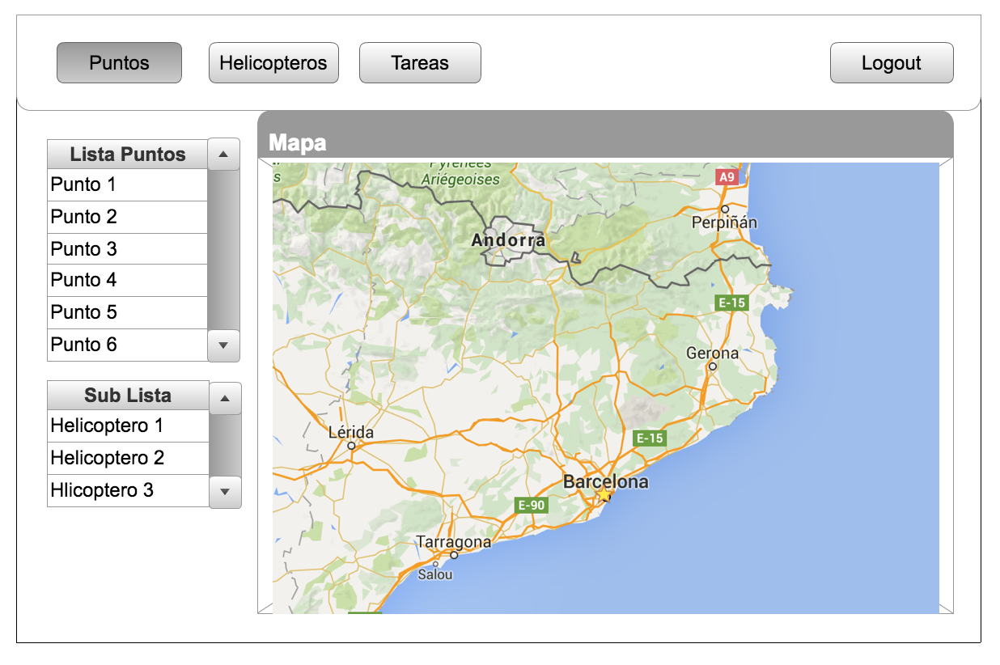 Puntos
Helicopteros
Tareas
Logout
Lista Puntos
Punto 1
Punto 2
Punto 3
Punto 4
Punto 5
Punto 6
Sub Lista
Helicoptero 1
Helicoptero 2
Hlicoptero 3
Mapa
Pyrénées
s
Ariégeoises
A9
Perpiñán
Andorra
E-15
Gerona
Lérida
E-15
Barcelona
E-90
Tarragona
Salou